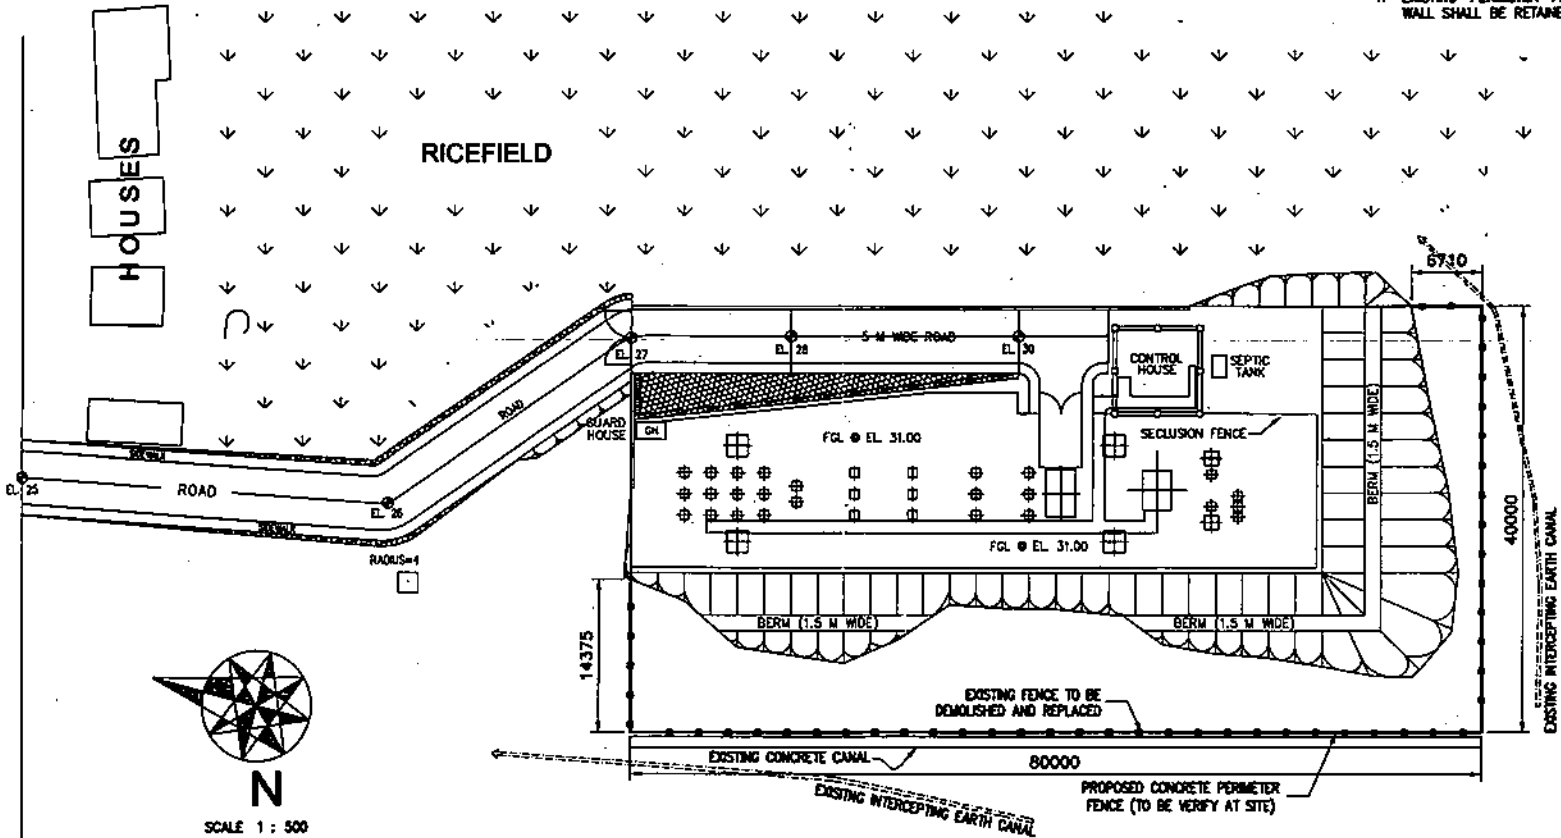 WALL SHALL BE RETAINE
HOUSES
RICEFIELD
6710
EL. 27
EL. 28
5 M WIDE ROAD
EL. 30
CONTROL
HOUSE
SEPTIC
TANK
ROAD
GUARD
HOUSE
GH.
FGL @ EL. 31.00
SECLUSION FENCE
BERM (1.5 M WIDE)
SIDEWALK
EL. 25
ROAD
EL. 26
SIDEWALK
RADIUS=4
FGL @ EL. 31.00
40000
EXISTING INTERCEPTING EARTH CANAL
BERM (1.5 M WIDE)
BERM (1.5 M WIDE)
14375
EXISTING FENCE TO BE
DEMOLISHED AND REPLACED
EXISTING CONCRETE CANAL
80000
EXISITNG INTERCEPTING EARTH CANAL
PROPOSED CONCRETE PERIMETER
FENCE (TO BE VERIFY AT SITE)
N
SCALE 1 : 500